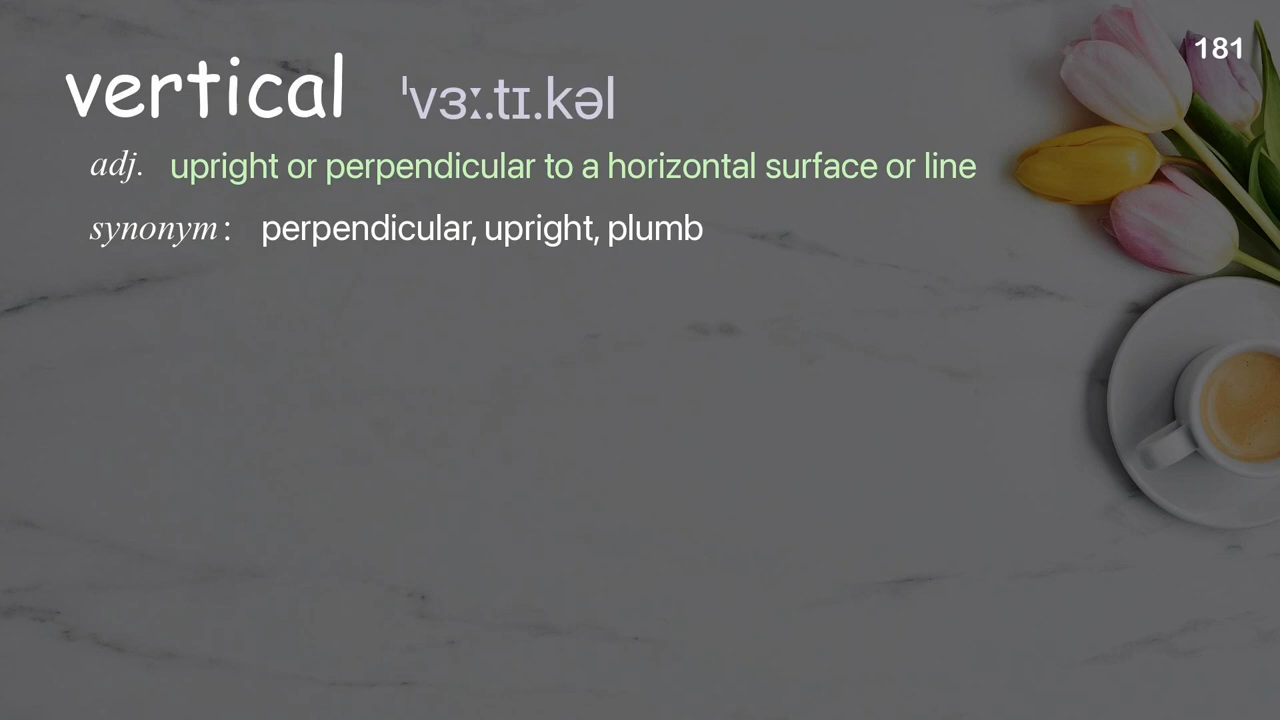 181
vertical ˈvɜː.tɪ.kəl
adj. upright or perpendicular to a horizontal surface or line
synonym: perpendicular, upright, plumb